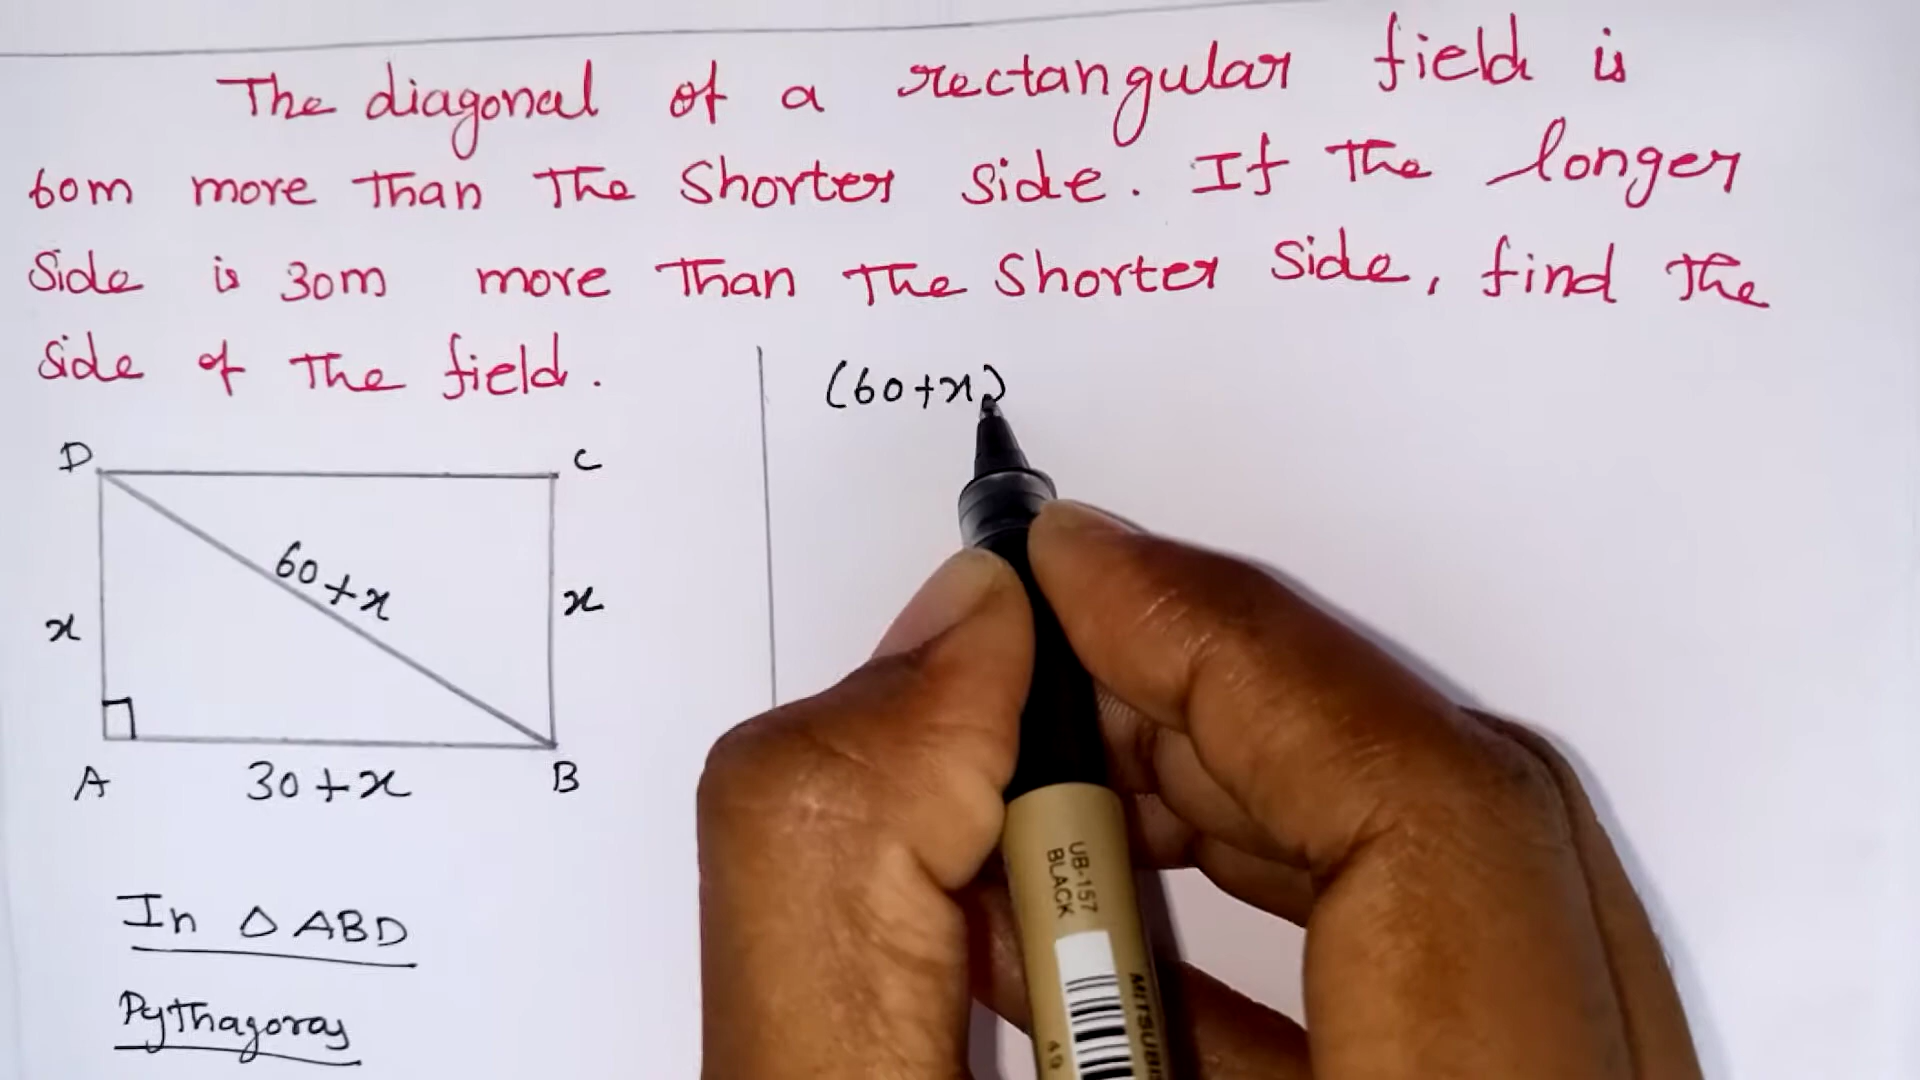 The diagonal of a rectangular field is
60m more than the shorter side. If the longer
side is 30m more than the shorter side, find the
side of the field.
(60+x)
D
C
60+x
x
x
A
30+x
B
In △ ABD
Pythagoras
UB-157
BLACK
MITSUBI
49